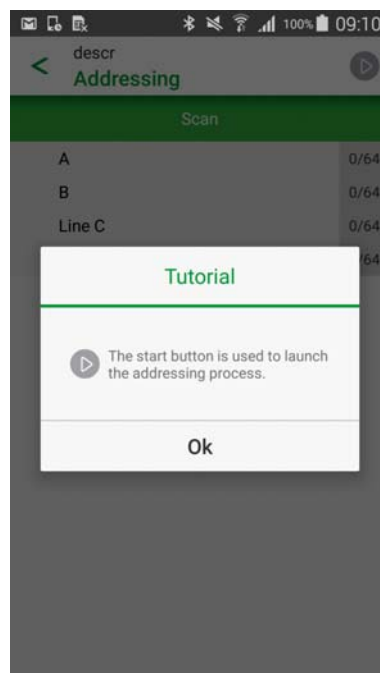 100% 09:10
descr
Addressing
Scan
A 0/64
B 0/64
Line C 0/64
/64
Tutorial
The start button is used to launch
the addressing process.
Ok